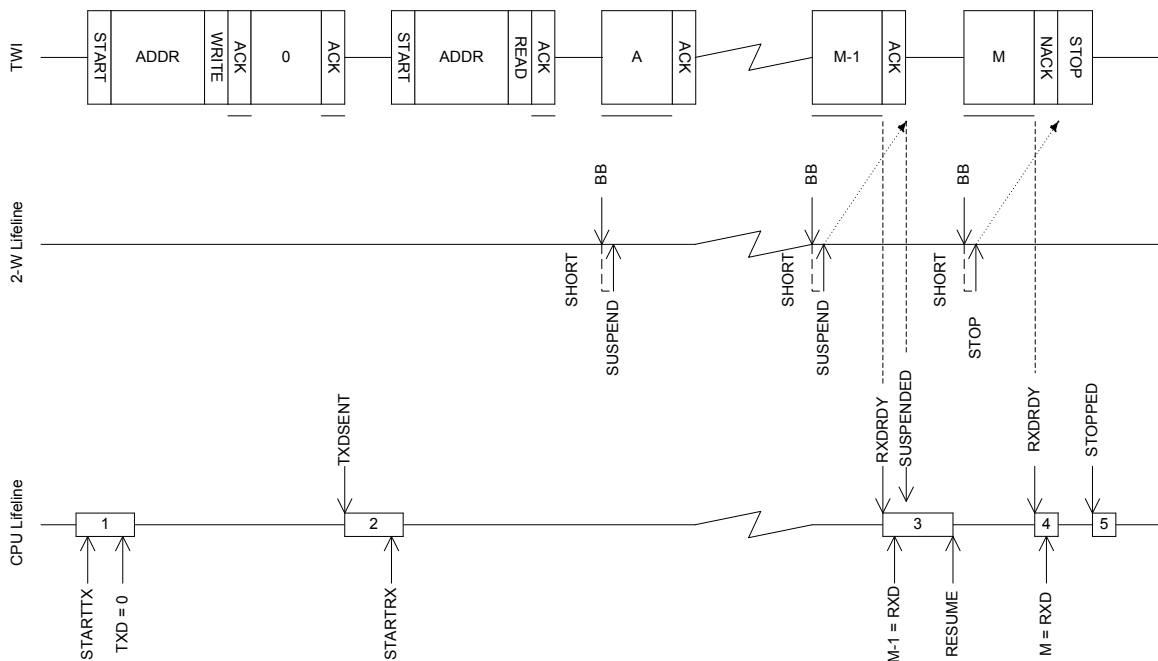 TWI
START
ADDR
WRITE
ACK
0
ACK
START
ADDR
READ
ACK
A
ACK
M-1
ACK
M
NACK
STOP
2-W Lifeline
BB
SHORT
SUSPEND
BB
SHORT
SUSPEND
BB
SHORT
STOP
CPU Lifeline
TXDSENT
RXDRDY
SUSPENDED
RXDRDY
STOPPED
1
2
3
4
5
STARTTX
TXD = 0
STARTRX
M-1 = RXD
RESUME
M = RXD